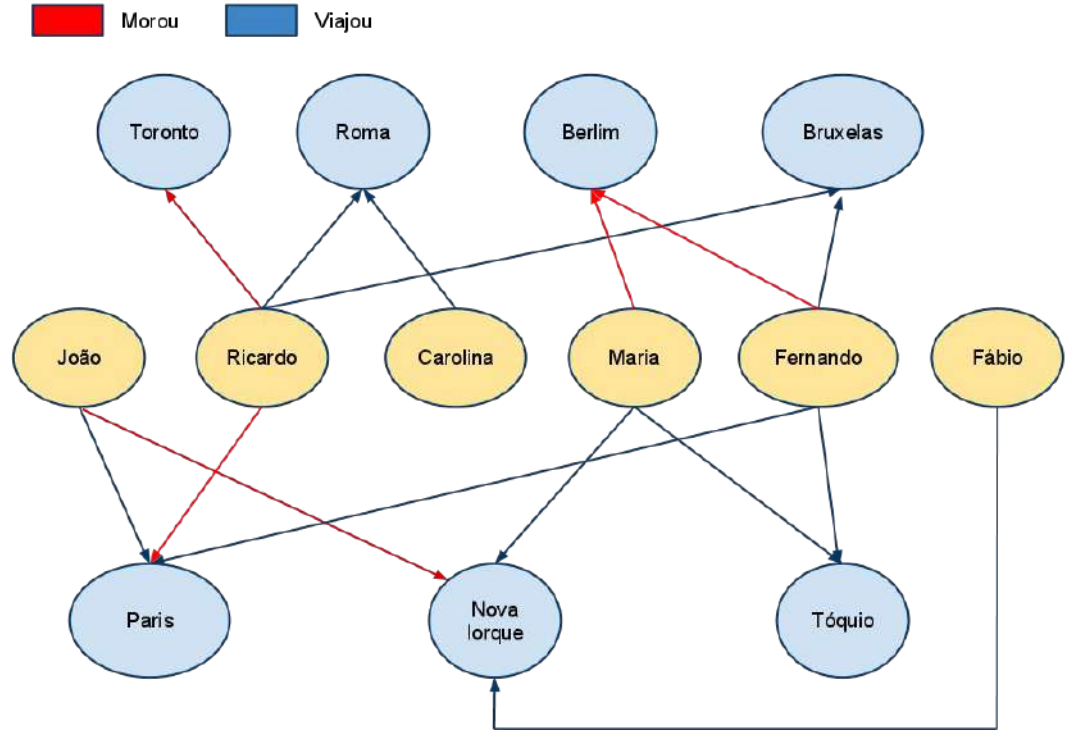 Morou
Viajou
Toronto
Roma
Berlim
Bruxelas
João
Ricardo
Carolina
Maria
Fernando
Fábio
Paris
Nova
Iorque
Tóquio